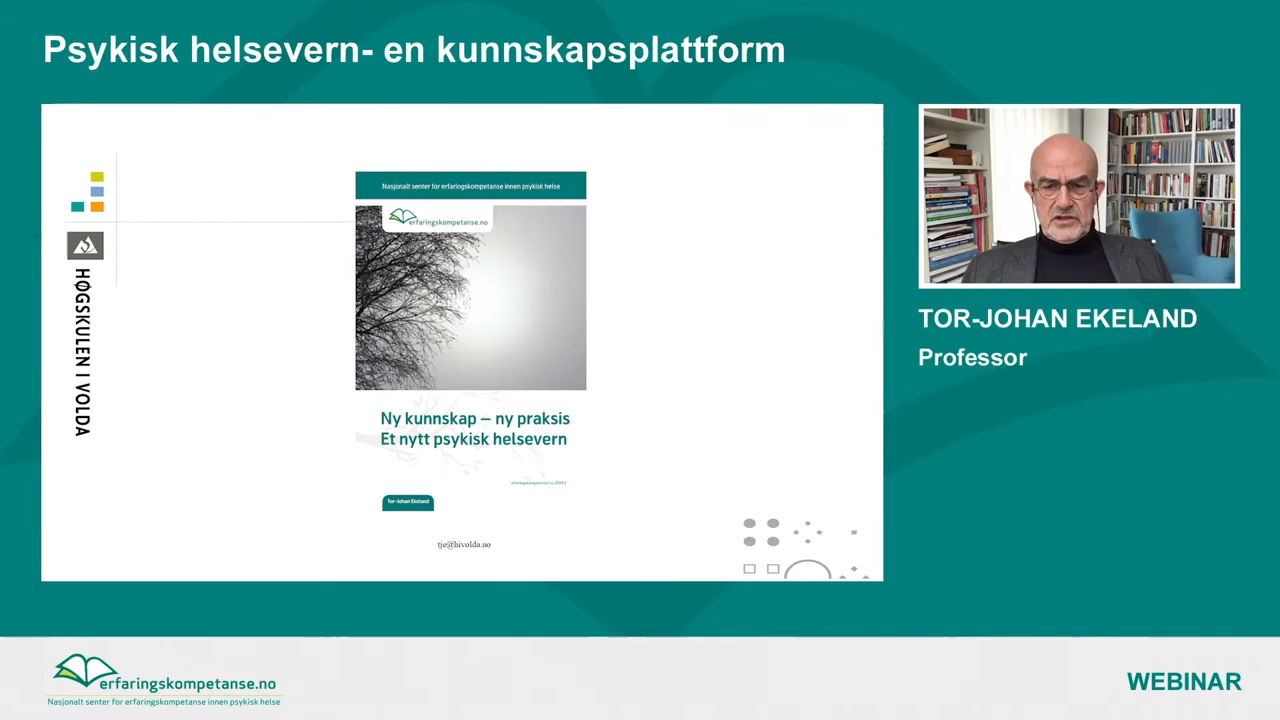 Psykisk helsevern- en kunnskapsplattform
HØGSKULEN I VOLDA
Nasjonalt senter for erfaringskompetanse innen psykisk helse
erfaringskompetanse.no
Ny kunnskap – ny praksis
Et nytt psykisk helsevern
Tor-Johan Ekeland
tje@hivolda.no
TOR-JOHAN EKELAND
Professor
erfaringskompetanse.no
Nasjonalt senter for erfaringskompetanse innen psykisk helse
WEBINAR